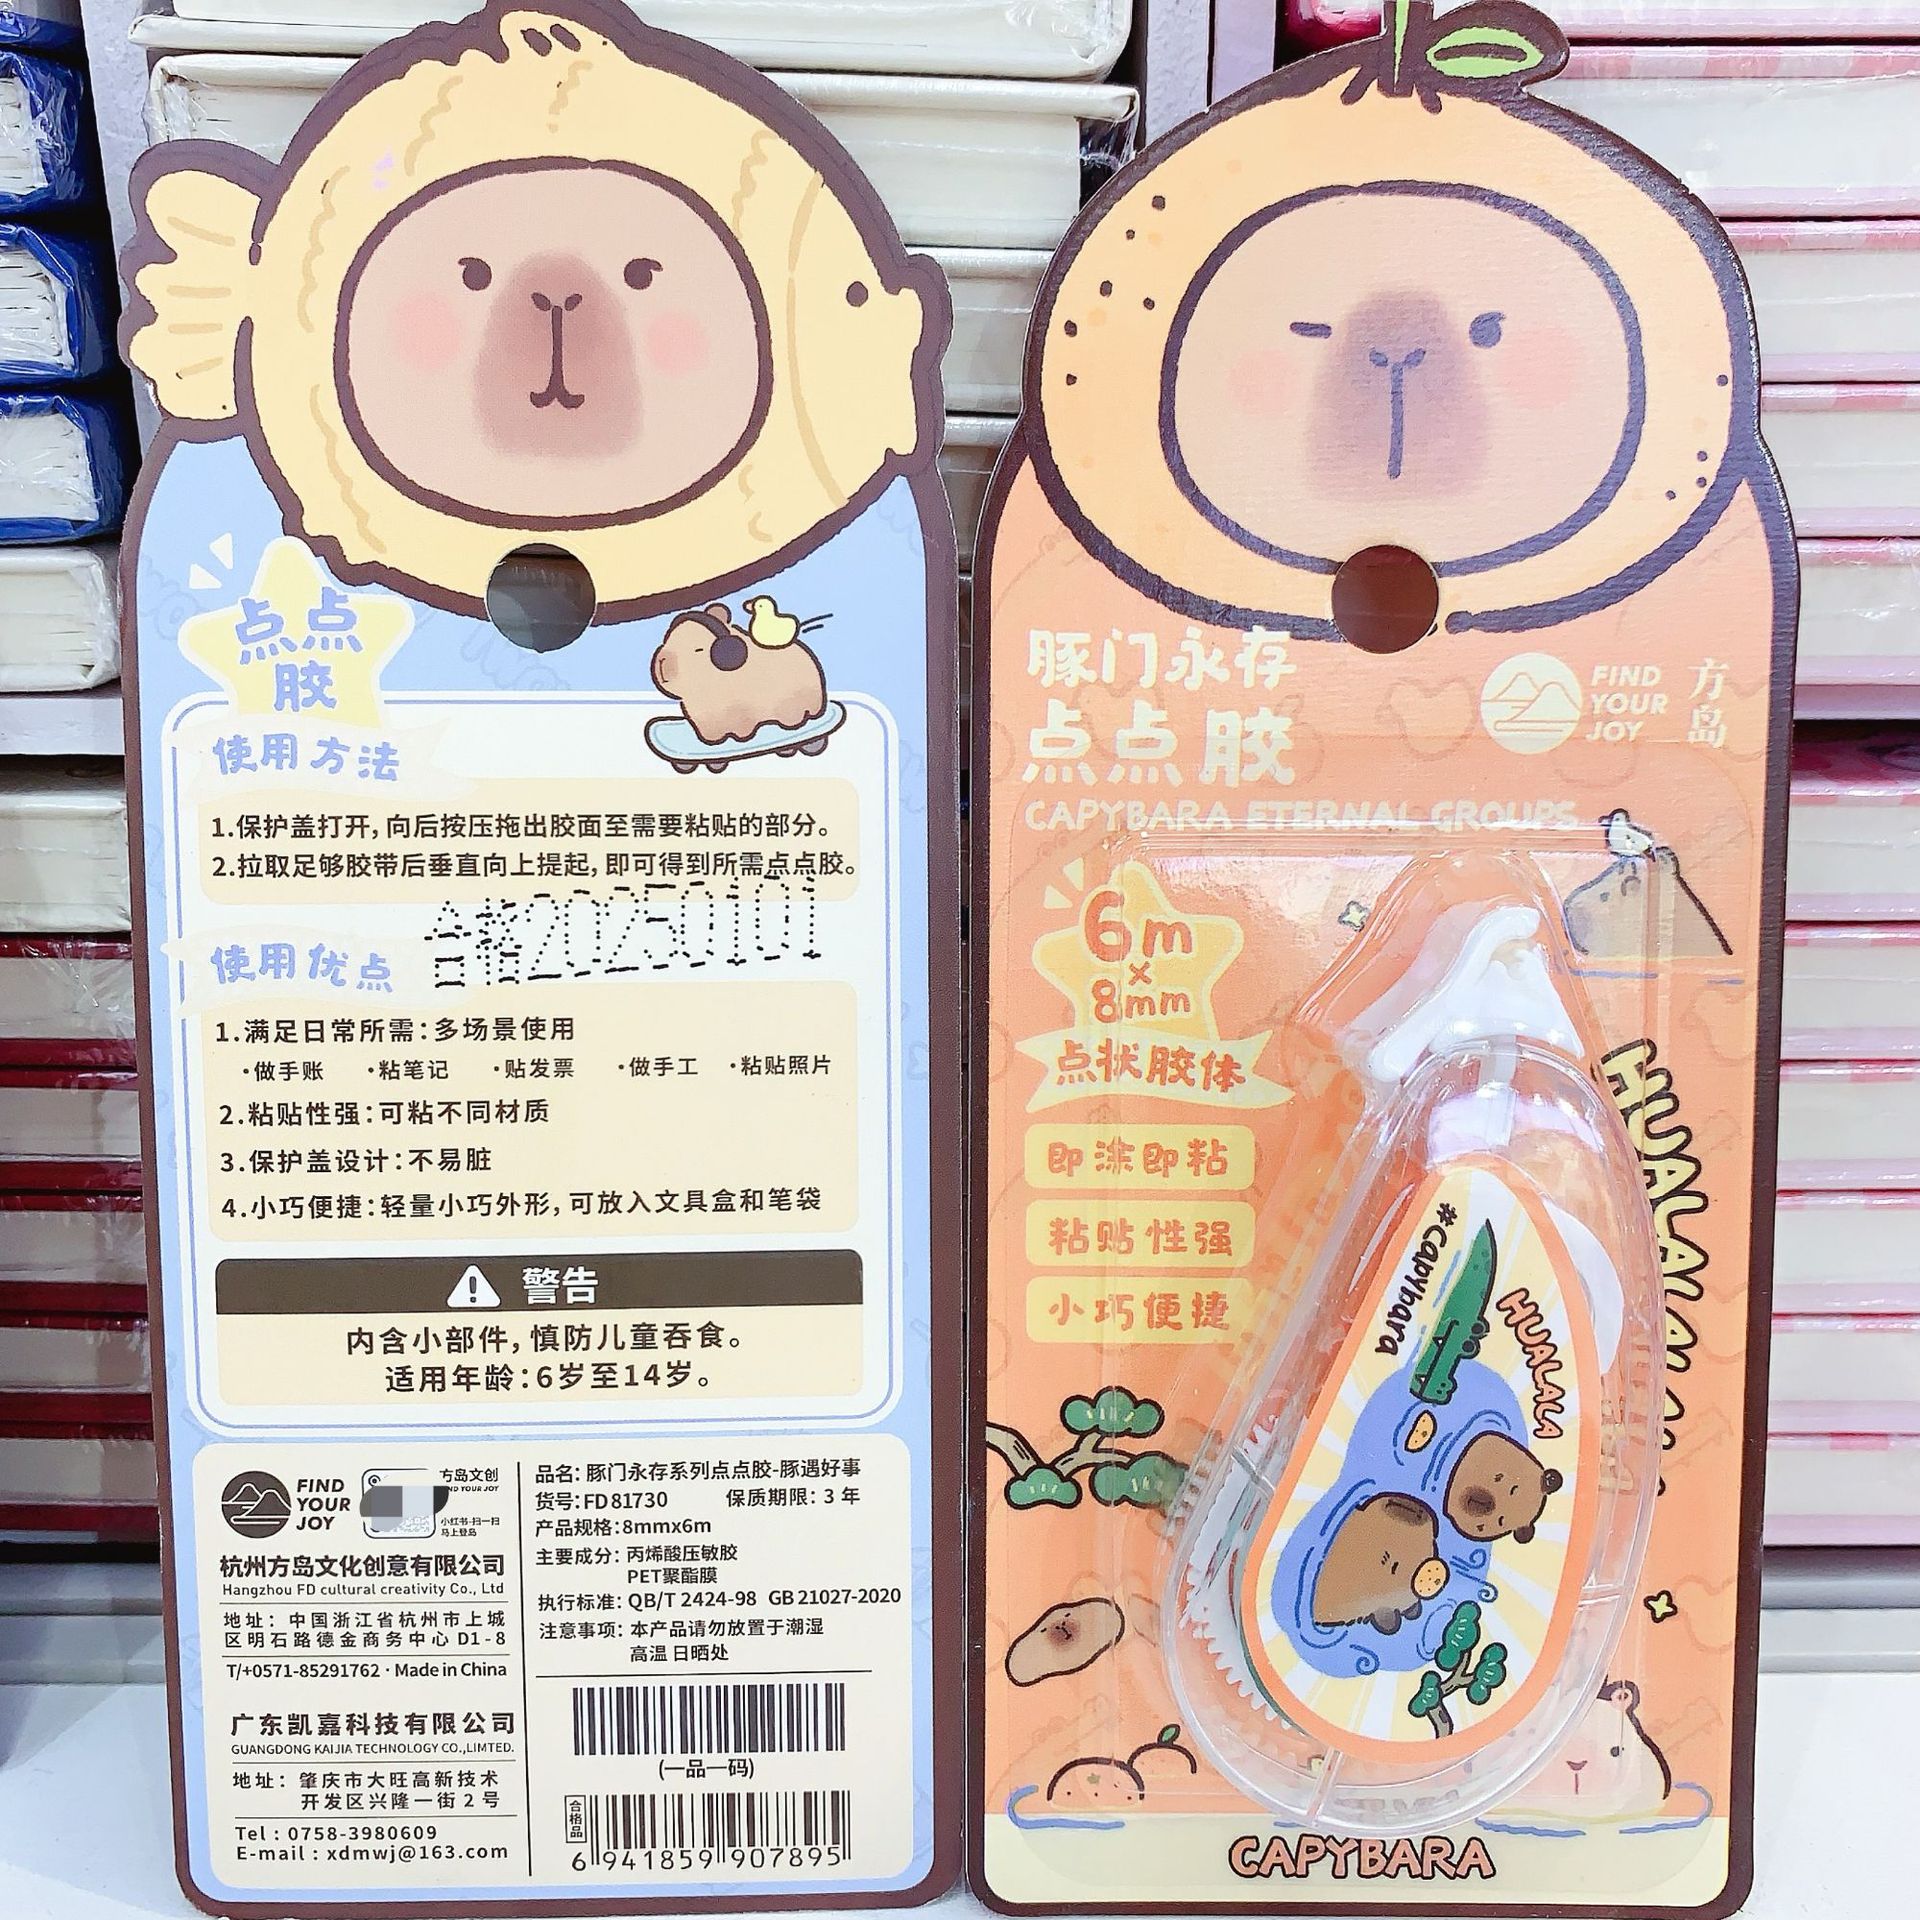 点点
胶
使用方法
1.保护盖打开,向后按压拖出胶面至需要粘贴的部分。
2.拉取足够胶带后垂直向上提起,即可得到所需点点胶。
合格20250101
使用优点
1.满足日常所需:多场景使用
·做手账 ·粘笔记 ·贴发票 ·做手工 ·粘贴照片
2.粘贴性强:可粘不同材质
3.保护盖设计:不易脏
4.小巧便捷:轻量小巧外形,可放入文具盒和笔袋
警告
内含小部件,慎防儿童吞食。
适用年龄:6岁至14岁。
FIND
YOUR
JOY
方岛文创
小红书扫一扫
马上登岛
杭州方岛文化创意有限公司
Hangzhou FD cultural creativity Co., Ltd
地址: 中国浙江省杭州市上城
区明石路德金商务中心 D1-8
T/+0571-85291762 · Made in China
广东凯嘉科技有限公司
GUANGDONG KAIJIA TECHNOLOGY CO.,LIMTED.
地址: 肇庆市大旺高新技术
开发区兴隆一街 2 号
Tel : 0758-3980609
E-mail : xdmwj@163.com
品名: 豚门永存系列点点胶-豚遇好事
货号:FD81730 保质期限: 3 年
产品规格:8mmx6m
主要成分: 丙烯酸压敏胶
PET聚酯膜
执行标准: QB/T 2424-98 GB 21027-2020
注意事项: 本产品请勿放置于潮湿
高温 日晒处
(一品一码)
合格品
6 941859 907895
豚门永存
点点胶
CAPYBARA ETERNAL GROUPS
FIND
YOUR
JOY
方岛
6m
×
8mm
点状胶体
即涂即粘
粘贴性强
小巧便捷
HUALALA
#Capybara
HUALALA
CAPYBARA